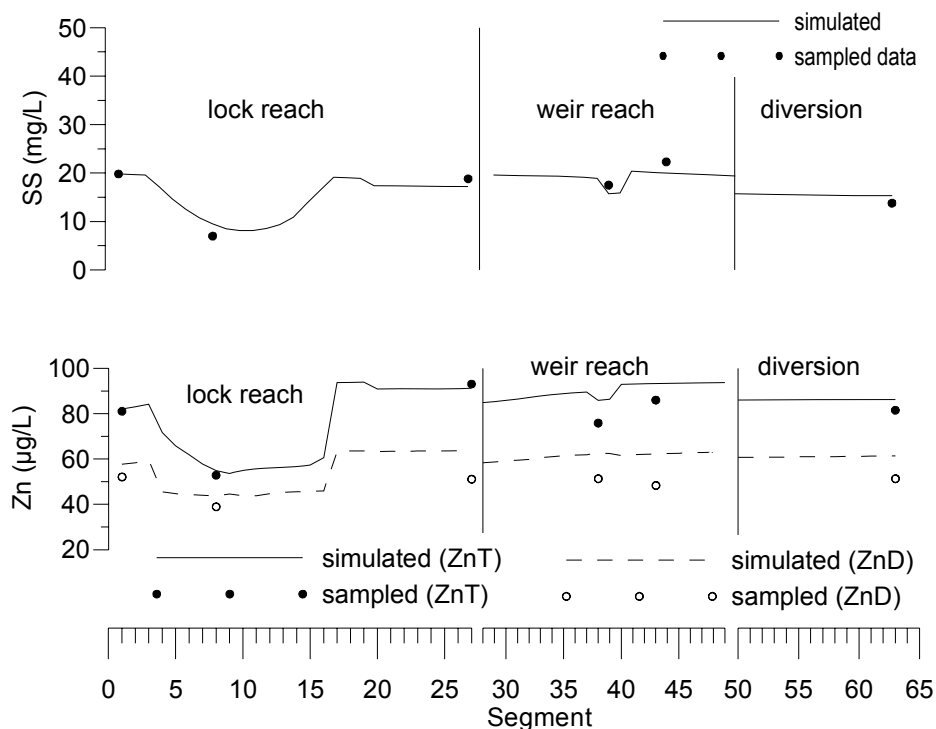 50
simulated
40
sampled data
30
lock reach
weir reach
diversion
SS (mg/L)
20
10
0
100
lock reach
weir reach
diversion
80
Zn (µg/L)
60
40
20
simulated (ZnT)
simulated (ZnD)
sampled (ZnT)
sampled (ZnD)
0 5 10 15 20 25 30 35 40 45 50 55 60 65
Segment